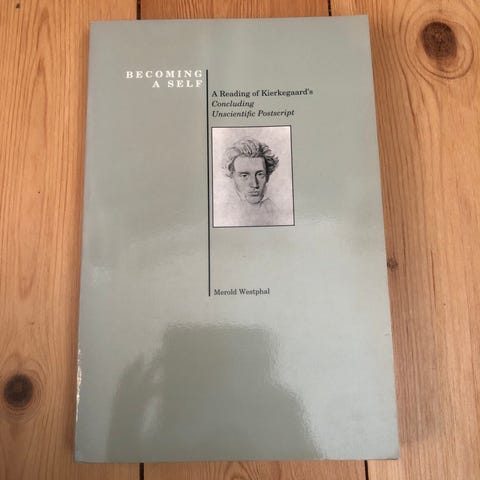 BECOMING
A SELF
A Reading of Kierkegaard's
Concluding
Unscientific Postscript
Merold Westphal